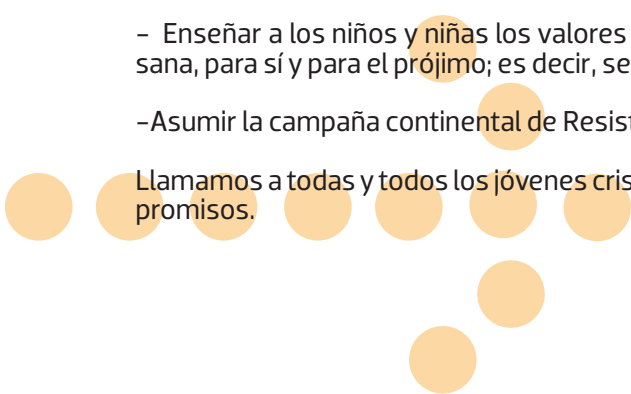 – Enseñar a los niños y niñas los valores
sana, para sí y para el prójimo; es decir, se
–Asumir la campaña continental de Resis
Llamamos a todas y todos los jóvenes cris
promisos.